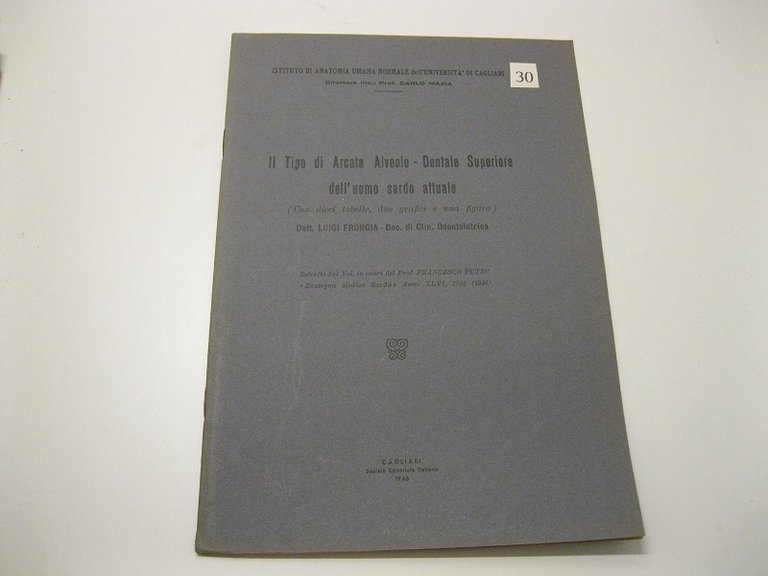 ISTITUTO DI ANATOMIA UMANA NORMALE dell'UNIVERSITA' DI CAGLIARI
Direttore inc.: Prof. CARLO MAXIA
30
Il Tipo di Arcata Alveolo - Dentale Superiore
dell'uomo sardo attuale
(Con dieci tabelle, due grafici e una figura)
Dott. LUIGI FRONGIA - Doc. di Clin. Odontoiatrica
Estratto dal Vol. in onore del Prof. FRANCESCO PUTZU
«Rassegna Medica Sarda» Anno XLVI, 1944 (1946)
CAGLIARI
Società Editoriale Italiana
1946